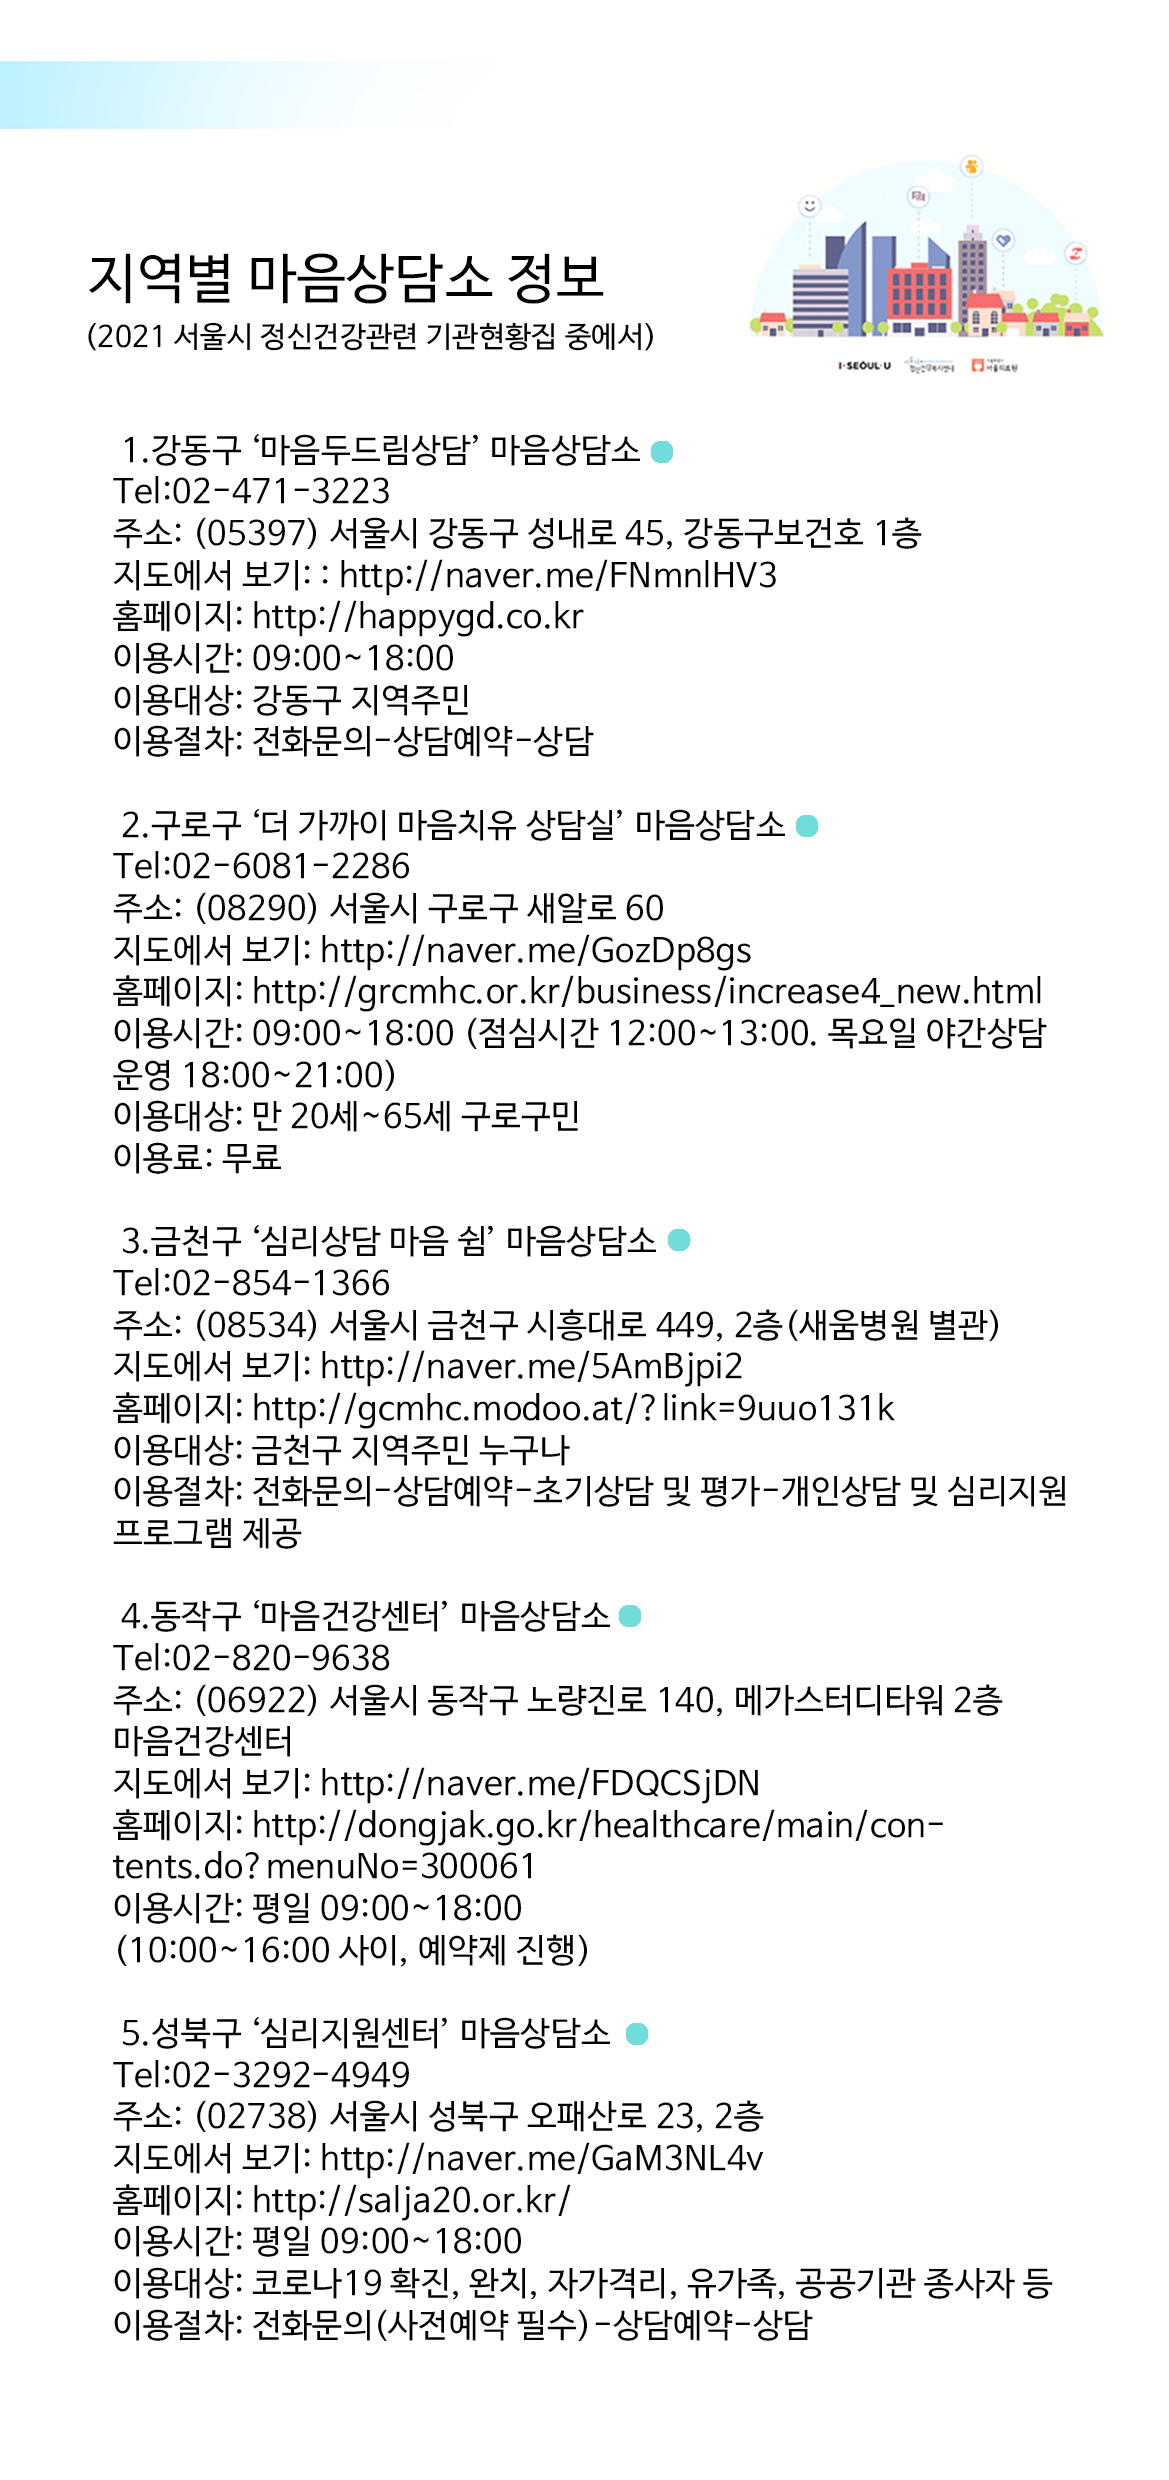 지역별 마음상담소 정보
(2021 서울시 정신건강관련 기관현황집 중에서)
I·SEOUL·U
서울의료원
1.강동구 ‘마음두드림상담’ 마음상담소
Tel:02-471-3223
주소: (05397) 서울시 강동구 성내로 45, 강동구보건호 1층
지도에서 보기: : http://naver.me/FNmnlHV3
홈페이지: http://happygd.co.kr
이용시간: 09:00~18:00
이용대상: 강동구 지역주민
이용절차: 전화문의-상담예약-상담
2.구로구 ‘더 가까이 마음치유 상담실’ 마음상담소
Tel:02-6081-2286
주소: (08290) 서울시 구로구 새알로 60
지도에서 보기: http://naver.me/GozDp8gs
홈페이지: http://grcmhc.or.kr/business/increase4_new.html
이용시간: 09:00~18:00 (점심시간 12:00~13:00. 목요일 야간상담
운영 18:00~21:00)
이용대상: 만 20세~65세 구로구민
이용료: 무료
3.금천구 ‘심리상담 마음 쉼’ 마음상담소
Tel:02-854-1366
주소: (08534) 서울시 금천구 시흥대로 449, 2층(새움병원 별관)
지도에서 보기: http://naver.me/5AmBjpi2
홈페이지: http://gcmhc.modoo.at/?link=9uuo131k
이용대상: 금천구 지역주민 누구나
이용절차: 전화문의-상담예약-초기상담 및 평가-개인상담 및 심리지원
프로그램 제공
4.동작구 ‘마음건강센터’ 마음상담소
Tel:02-820-9638
주소: (06922) 서울시 동작구 노량진로 140, 메가스터디타워 2층
마음건강센터
지도에서 보기: http://naver.me/FDQCSjDN
홈페이지: http://dongjak.go.kr/healthcare/main/con-
tents.do?menuNo=300061
이용시간: 평일 09:00~18:00
(10:00~16:00 사이, 예약제 진행)
5.성북구 ‘심리지원센터’ 마음상담소
Tel:02-3292-4949
주소: (02738) 서울시 성북구 오패산로 23, 2층
지도에서 보기: http://naver.me/GaM3NL4v
홈페이지: http://salja20.or.kr/
이용시간: 평일 09:00~18:00
이용대상: 코로나19 확진, 완치, 자가격리, 유가족, 공공기관 종사자 등
이용절차: 전화문의(사전예약 필수)-상담예약-상담